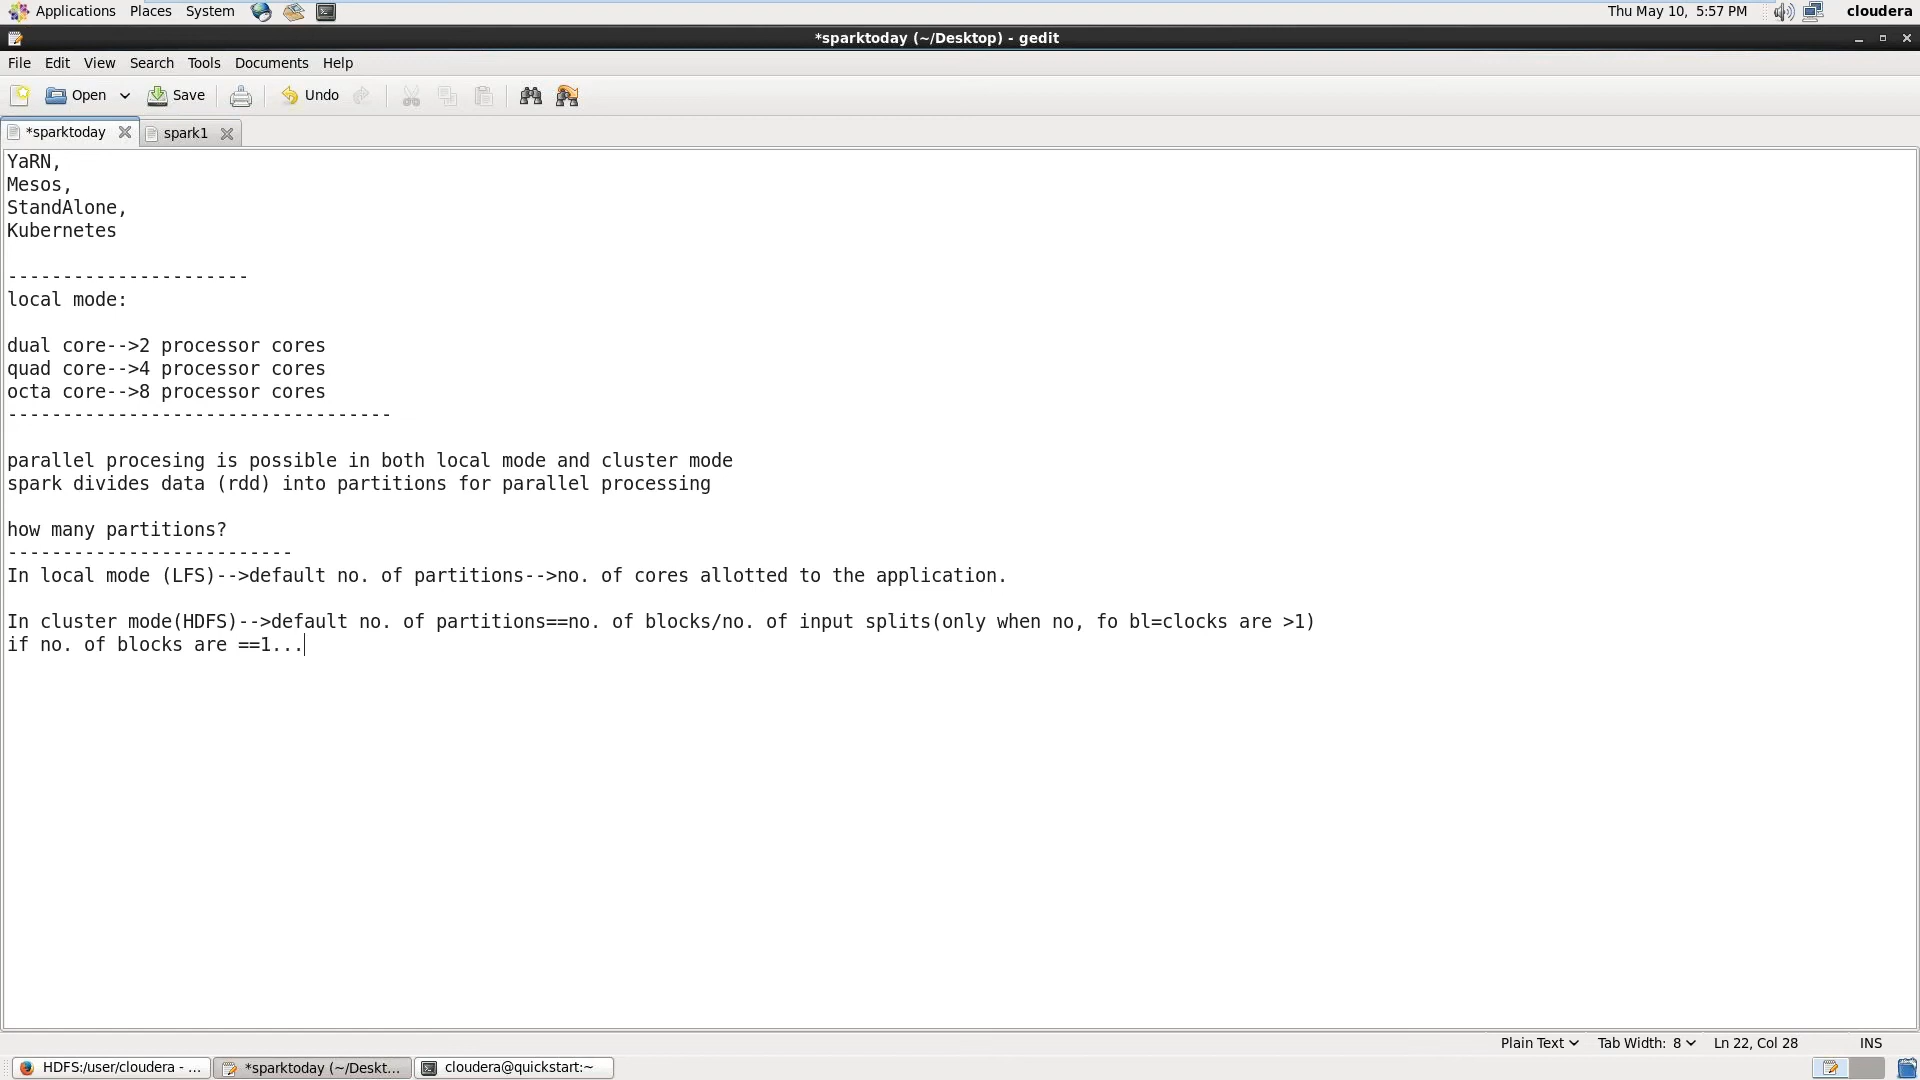 Applications Places System Thu May 10, 5:57 PM cloudera
*sparktoday (~/Desktop) - gedit
File Edit View Search Tools Documents Help
Open Save Undo
*sparktoday spark1
YaRN,
Mesos,
StandAlone,
Kubernetes
----------------------
local mode:
dual core-->2 processor cores
quad core-->4 processor cores
octa core-->8 processor cores
-----------------------------------
parallel procesing is possible in both local mode and cluster mode
spark divides data (rdd) into partitions for parallel processing
how many partitions?
--------------------------
In local mode (LFS)-->default no. of partitions-->no. of cores allotted to the application.
In cluster mode(HDFS)-->default no. of partitions==no. of blocks/no. of input splits(only when no, fo bl=clocks are >1)
if no. of blocks are ==1...
Plain Text Tab Width: 8 Ln 22, Col 28 INS
HDFS:/user/cloudera - ... *sparktoday (~/Deskt... cloudera@quickstart:~